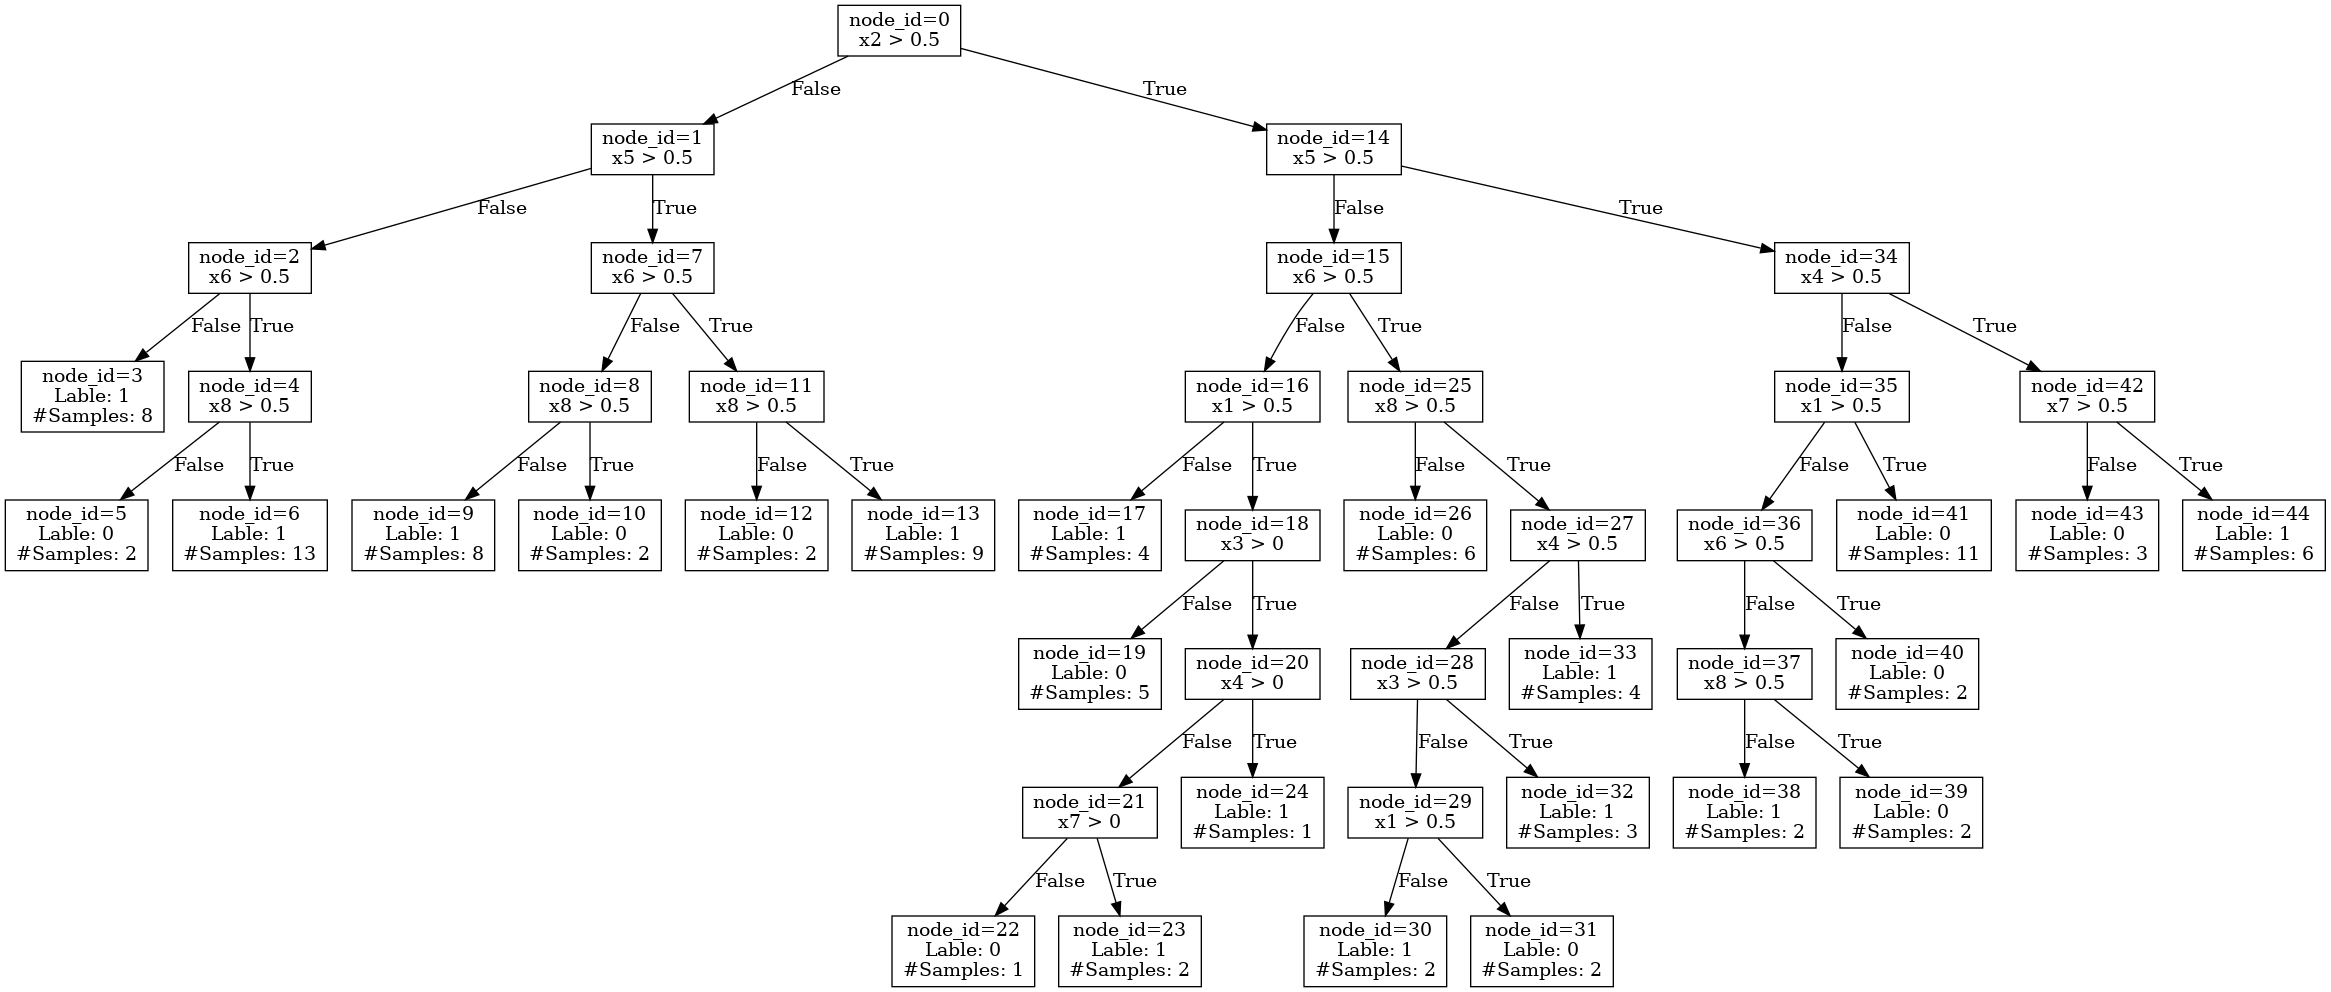 node_id=0
x2 > 0.5
False
True
node_id=1
x5 > 0.5
node_id=14
x5 > 0.5
False
True
False
True
node_id=2
x6 > 0.5
node_id=7
x6 > 0.5
node_id=15
x6 > 0.5
node_id=34
x4 > 0.5
False
True
False
True
False
True
False
True
node_id=3
Lable: 1
#Samples: 8
node_id=4
x8 > 0.5
node_id=8
x8 > 0.5
node_id=11
x8 > 0.5
node_id=16
x1 > 0.5
node_id=25
x8 > 0.5
node_id=35
x1 > 0.5
node_id=42
x7 > 0.5
False
True
False
True
False
True
False
True
False
True
False
True
False
True
node_id=5
Lable: 0
#Samples: 2
node_id=6
Lable: 1
#Samples: 13
node_id=9
Lable: 1
#Samples: 8
node_id=10
Lable: 0
#Samples: 2
node_id=12
Lable: 0
#Samples: 2
node_id=13
Lable: 1
#Samples: 9
node_id=17
Lable: 1
#Samples: 4
node_id=18
x3 > 0
node_id=26
Lable: 0
#Samples: 6
node_id=27
x4 > 0.5
node_id=36
x6 > 0.5
node_id=41
Lable: 0
#Samples: 11
node_id=43
Lable: 0
#Samples: 3
node_id=44
Lable: 1
#Samples: 6
False
True
False
True
False
True
node_id=19
Lable: 0
#Samples: 5
node_id=20
x4 > 0
node_id=28
x3 > 0.5
node_id=33
Lable: 1
#Samples: 4
node_id=37
x8 > 0.5
node_id=40
Lable: 0
#Samples: 2
False
True
False
True
False
True
node_id=21
x7 > 0
node_id=24
Lable: 1
#Samples: 1
node_id=29
x1 > 0.5
node_id=32
Lable: 1
#Samples: 3
node_id=38
Lable: 1
#Samples: 2
node_id=39
Lable: 0
#Samples: 2
False
True
False
True
node_id=22
Lable: 0
#Samples: 1
node_id=23
Lable: 1
#Samples: 2
node_id=30
Lable: 1
#Samples: 2
node_id=31
Lable: 0
#Samples: 2